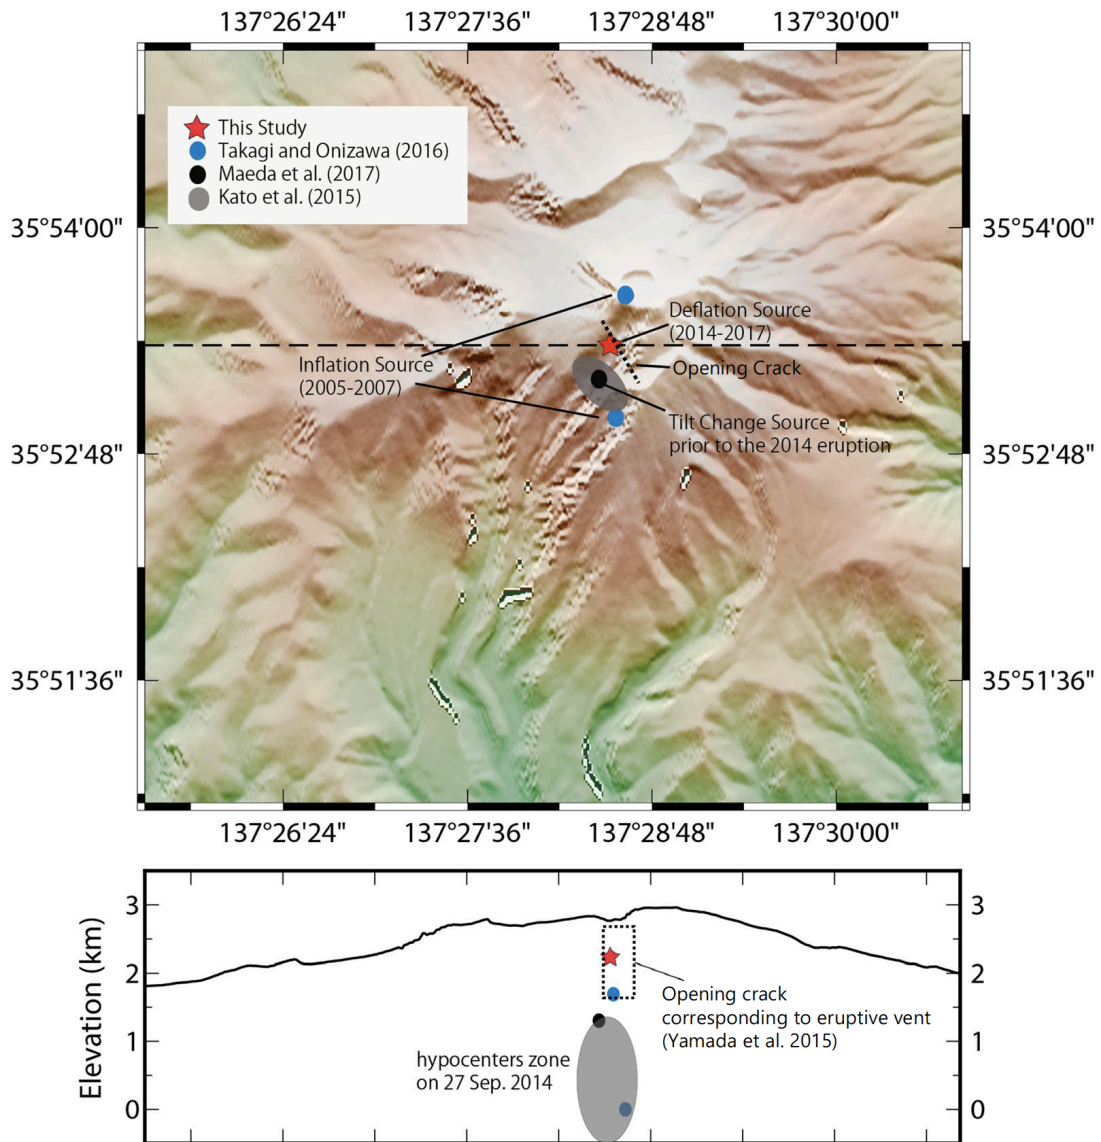 137°26'24" 137°27'36" 137°28'48" 137°30'00"
This Study
Takagi and Onizawa (2016)
Maeda et al. (2017)
Kato et al. (2015)
35°54'00" 35°54'00"
Deflation Source
(2014-2017)
Inflation Source
(2005-2007)
Opening Crack
Tilt Change Source
prior to the 2014 eruption
35°52'48" 35°52'48"
35°51'36" 35°51'36"
137°26'24" 137°27'36" 137°28'48" 137°30'00"
Elevation (km)
3 3
2 2
Opening crack
corresponding to eruptive vent
(Yamada et al. 2015)
1 1
hypocenters zone
on 27 Sep. 2014
0 0